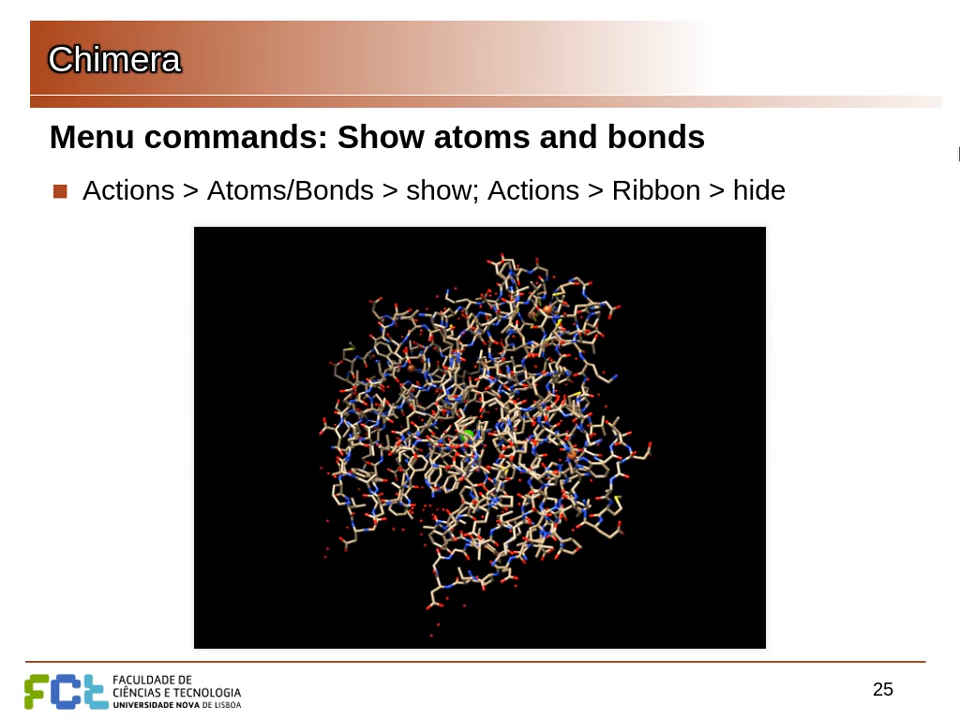 Chimera
Menu commands: Show atoms and bonds
Actions > Atoms/Bonds > show; Actions > Ribbon > hide
FCt
FACULDADE DE
CIÊNCIAS E TECNOLOGIA
UNIVERSIDADE NOVA DE LISBOA
25